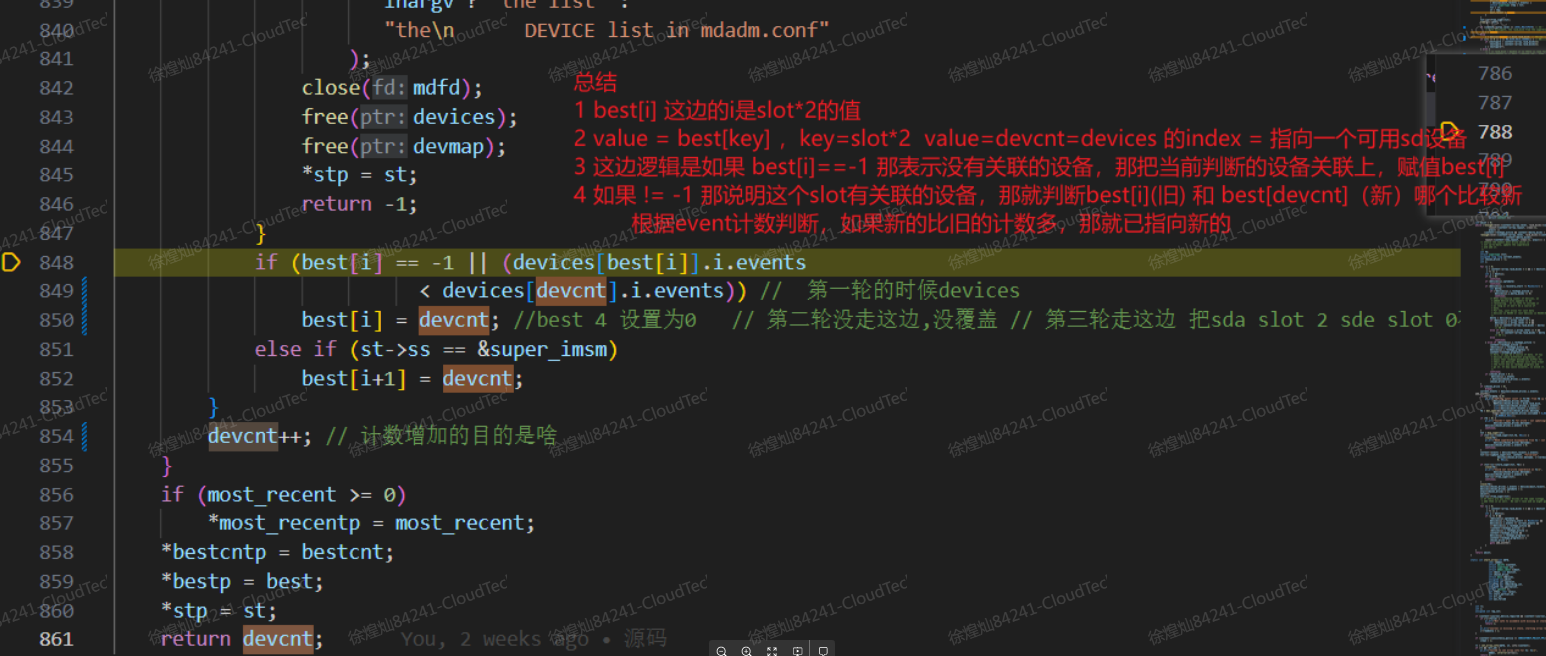 839 inargv ? "the list" :
840 "the\n      DEVICE list in mdadm.conf"
841 );
842 close(fd: mdfd);
843 free(ptr: devices);
844 free(ptr: devmap);
845 *stp = st;
846 return -1;
847 }
总结
1 best[i] 这边的i是slot*2的值
2 value = best[key] ，key=slot*2  value=devcnt=devices 的index = 指向一个可用sd设备
3 这边逻辑是如果 best[i]==-1 那表示没有关联的设备，那把当前判断的设备关联上，赋值best[i]
4 如果 != -1 那说明这个slot有关联的设备，那就判断best[i](旧) 和 best[devcnt]（新）哪个比较新
根据event计数判断，如果新的比旧的计数多，那就已指向新的
786
787
788
789
790
848 if (best[i] == -1 || (devices[best[i]].i.events
849 < devices[devcnt].i.events)) //  第一轮的时候devices
850 best[i] = devcnt; //best 4 设置为0   // 第二轮没走这边,没覆盖 // 第三轮走这边 把sda slot 2 sde slot 0
851 else if (st->ss == &super_imsm)
852 best[i+1] = devcnt;
853 }
854 devcnt++; // 计数增加的目的是啥
855 }
856 if (most_recent >= 0)
857 *most_recentp = most_recent;
858 *bestcntp = bestcnt;
859 *bestp = best;
860 *stp = st;
861 return devcnt; You, 2 weeks ago • 源码
徐煌灿84241-CloudTec